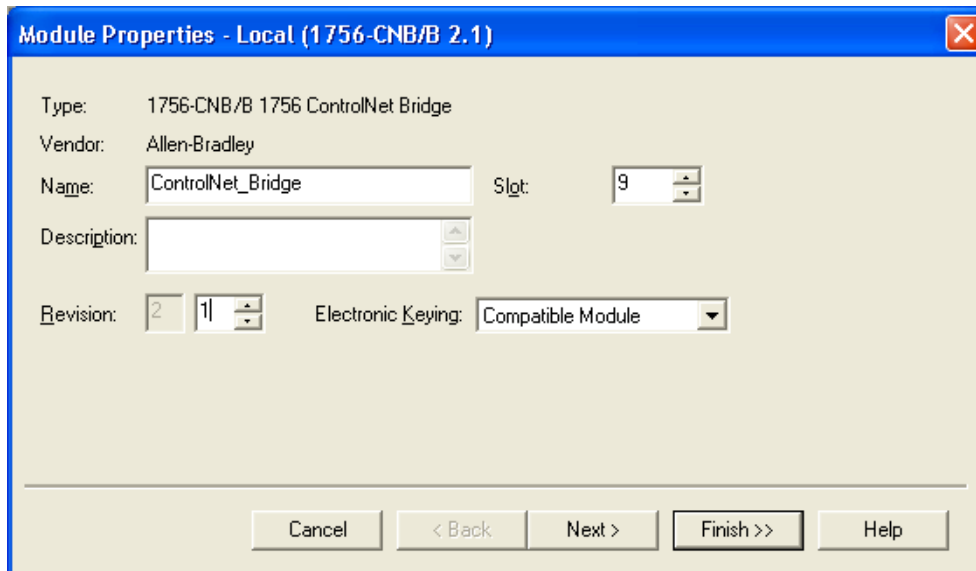 Module Properties - Local (1756-CNB/B 2.1)
Type: 1756-CNB/B 1756 ControlNet Bridge
Vendor: Allen-Bradley
Name: ControlNet_Bridge Slot: 9
Description:
Revision: 2 1 Electronic Keying: Compatible Module
Cancel < Back Next > Finish >> Help